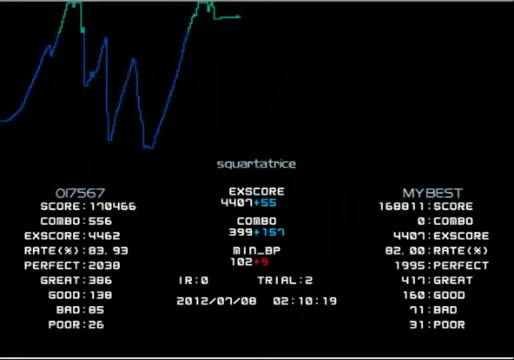 squartatrice
017567
SCORE:170466
COMBO:556
EXSCORE:4462
RATE(%):83.93
PERFECT:2038
GREAT:386
GOOD:138
BAD:85
POOR:26
EXSCORE
4407+55
COMBO
399+157
MIN_BP
102+9
IR:0 TRIAL:2
2012/07/08 02:10:19
MYBEST
168811:SCORE
0:COMBO
4407:EXSCORE
82.00:RATE(%)
1995:PERFECT
417:GREAT
160:GOOD
71:BAD
31:POOR